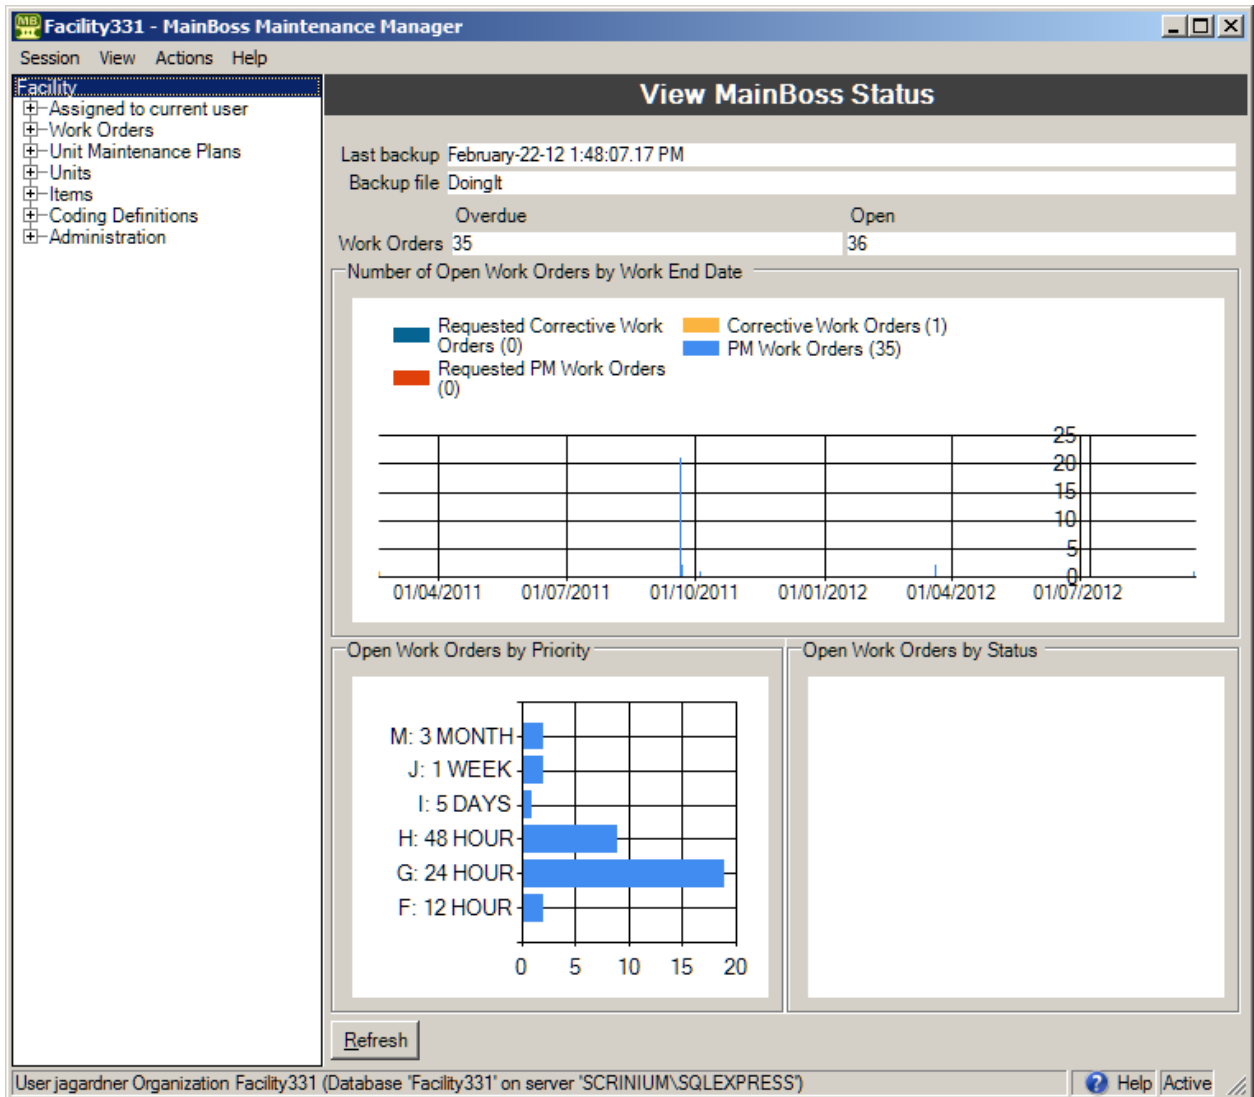 MB
Facility331 - MainBoss Maintenance Manager
Session View Actions Help
Facility
Assigned to current user
Work Orders
Unit Maintenance Plans
Units
Items
Coding Definitions
Administration
View MainBoss Status
Last backup February-22-12 1:48:07.17 PM
Backup file DoingIt
Overdue Open
Work Orders 35 36
Number of Open Work Orders by Work End Date
Requested Corrective Work Orders (0)
Requested PM Work Orders (0)
Corrective Work Orders (1)
PM Work Orders (35)
25
20
15
10
5
0
01/04/2011 01/07/2011 01/10/2011 01/01/2012 01/04/2012 01/07/2012
Open Work Orders by Priority
M: 3 MONTH
J: 1 WEEK
I: 5 DAYS
H: 48 HOUR
G: 24 HOUR
F: 12 HOUR
0 5 10 15 20
Open Work Orders by Status
Refresh
User jagardner Organization Facility331 (Database 'Facility331' on server 'SCRINIUM\SQLEXPRESS')
? Help Active